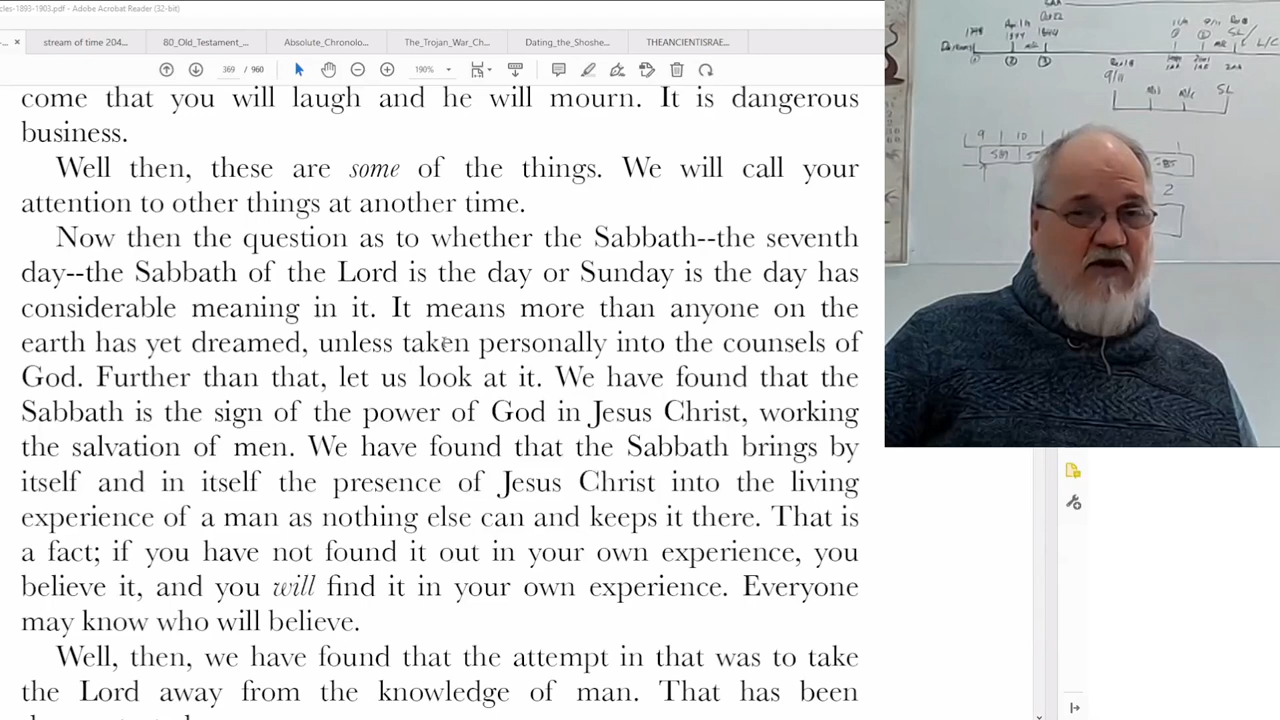 cles-1893-1903.pdf - Adobe Acrobat Reader (32-bit)
stream of time 204...
80_Old_Testament_...
Absolute_Chronolo...
The_Trojan_War_Ch...
Dating_the_Shoshe...
THEANCIENTISRAE...
369 / 960
190%
come that you will laugh and he will mourn. It is dangerous
business.
Well then, these are some of the things. We will call your
attention to other things at another time.
Now then the question as to whether the Sabbath--the seventh
day--the Sabbath of the Lord is the day or Sunday is the day has
considerable meaning in it. It means more than anyone on the
earth has yet dreamed, unless taken personally into the counsels of
God. Further than that, let us look at it. We have found that the
Sabbath is the sign of the power of God in Jesus Christ, working
the salvation of men. We have found that the Sabbath brings by
itself and in itself the presence of Jesus Christ into the living
experience of a man as nothing else can and keeps it there. That is
a fact; if you have not found it out in your own experience, you
believe it, and you will find it in your own experience. Everyone
may know who will believe.
Well, then, we have found that the attempt in that was to take
the Lord away from the knowledge of man. That has been
9/11
SL
9 10
2